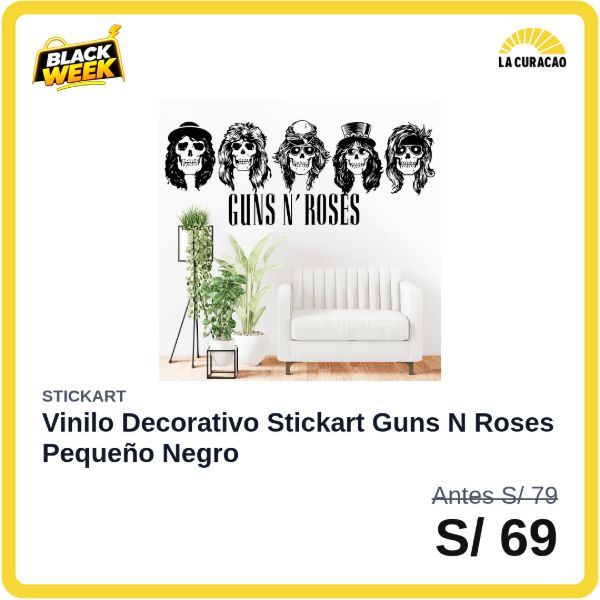 BLACK
WEEK
LA CURACAO
GUNS N' ROSES
STICKART
Vinilo Decorativo Stickart Guns N Roses
Pequeño Negro
Antes S/ 79
S/ 69